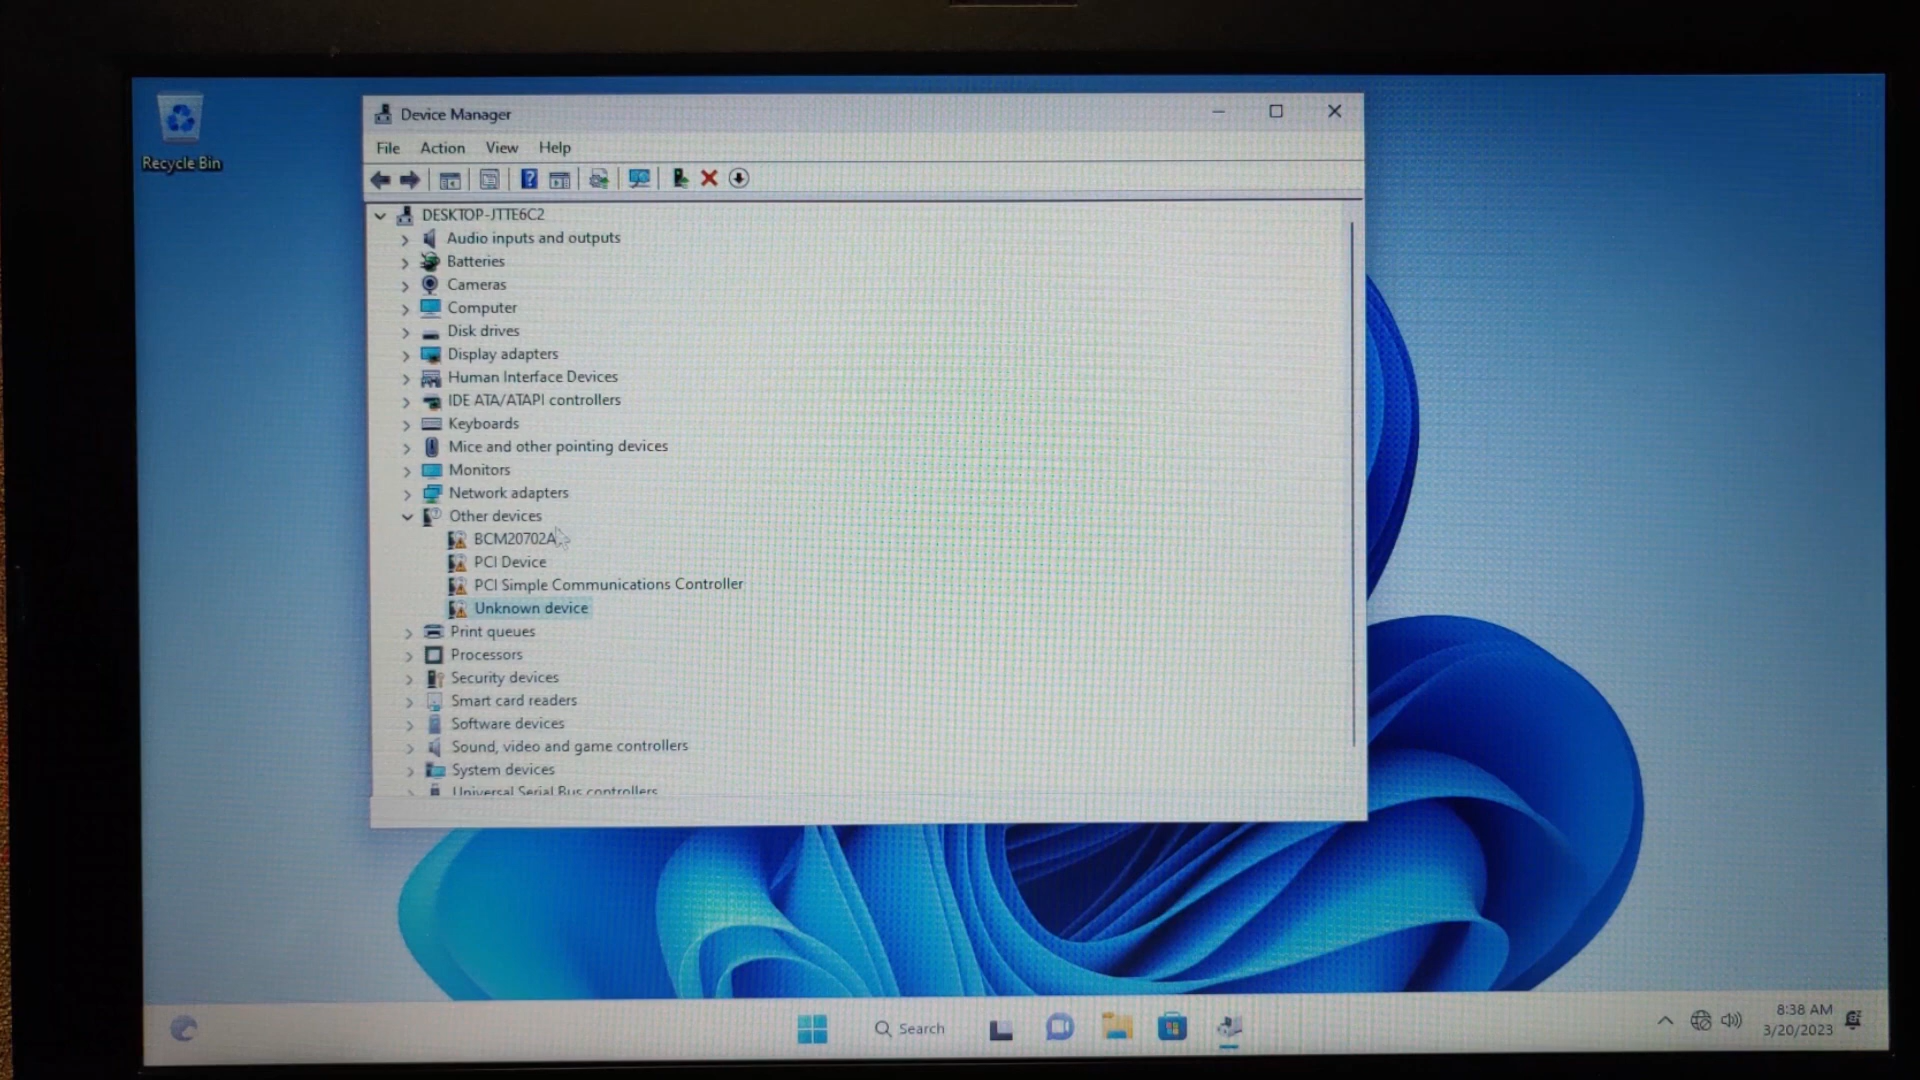 Recycle Bin
Device Manager
File Action View Help
DESKTOP-JTTE6C2
Audio inputs and outputs
Batteries
Cameras
Computer
Disk drives
Display adapters
Human Interface Devices
IDE ATA/ATAPI controllers
Keyboards
Mice and other pointing devices
Monitors
Network adapters
Other devices
BCM20702A
PCI Device
PCI Simple Communications Controller
Unknown device
Print queues
Processors
Security devices
Smart card readers
Software devices
Sound, video and game controllers
System devices
Universal Serial Bus controllers
Search
8:38 AM
3/20/2023